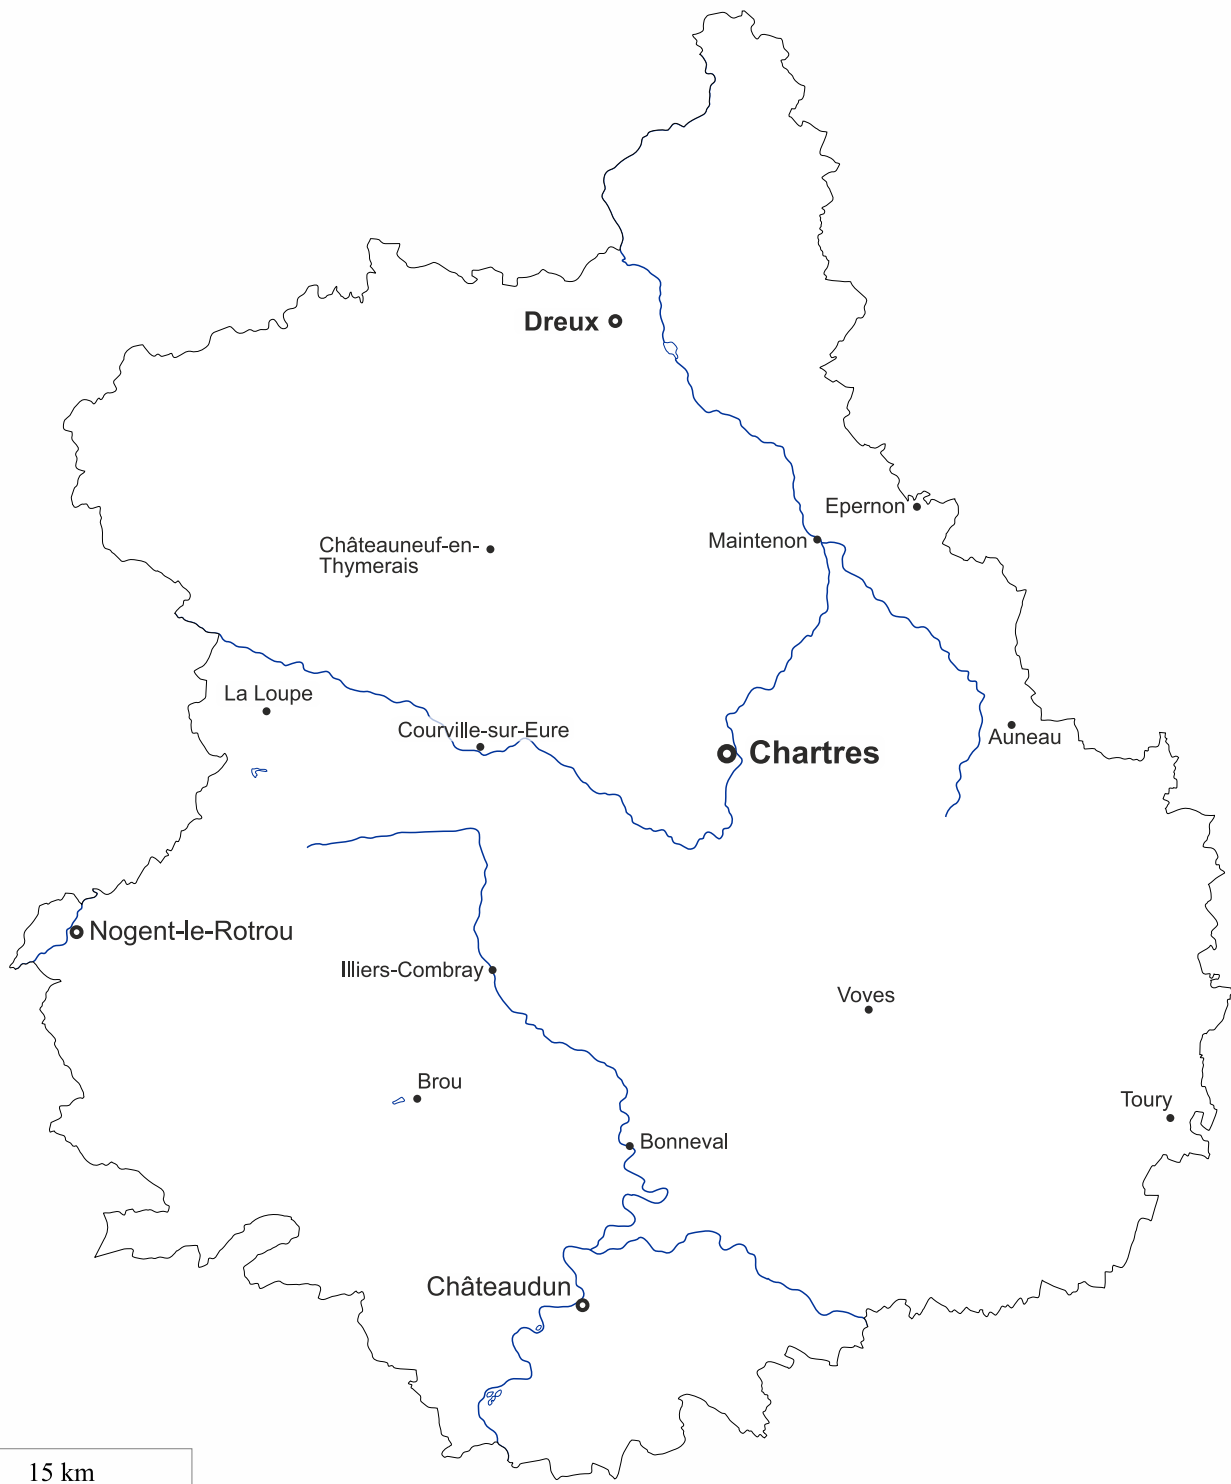 Dreux
Epernon
Maintenon
Châteauneuf-en-
Thymerais
La Loupe
Courville-sur-Eure
Chartres
Auneau
Nogent-le-Rotrou
Illiers-Combray
Voves
Brou
Toury
Bonneval
Châteaudun
15 km